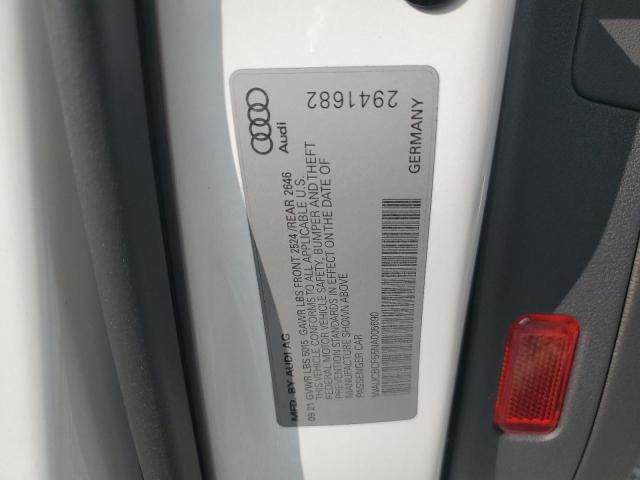 MFD. BY AUDI AG
09 21 GVWR LBS 5015 GAWR LBS FRONT 2524 /REAR 2646
THIS VEHICLE CONFORMS TO ALL APPLICABLE U.S.
FEDERAL MOTOR VEHICLE SAFETY, BUMPER AND THEFT
PREVENTION STANDARDS IN EFFECT ON THE DATE OF
MANUFACTURE SHOWN ABOVE
PASSENGER CAR
Audi
GERMANY
2941682